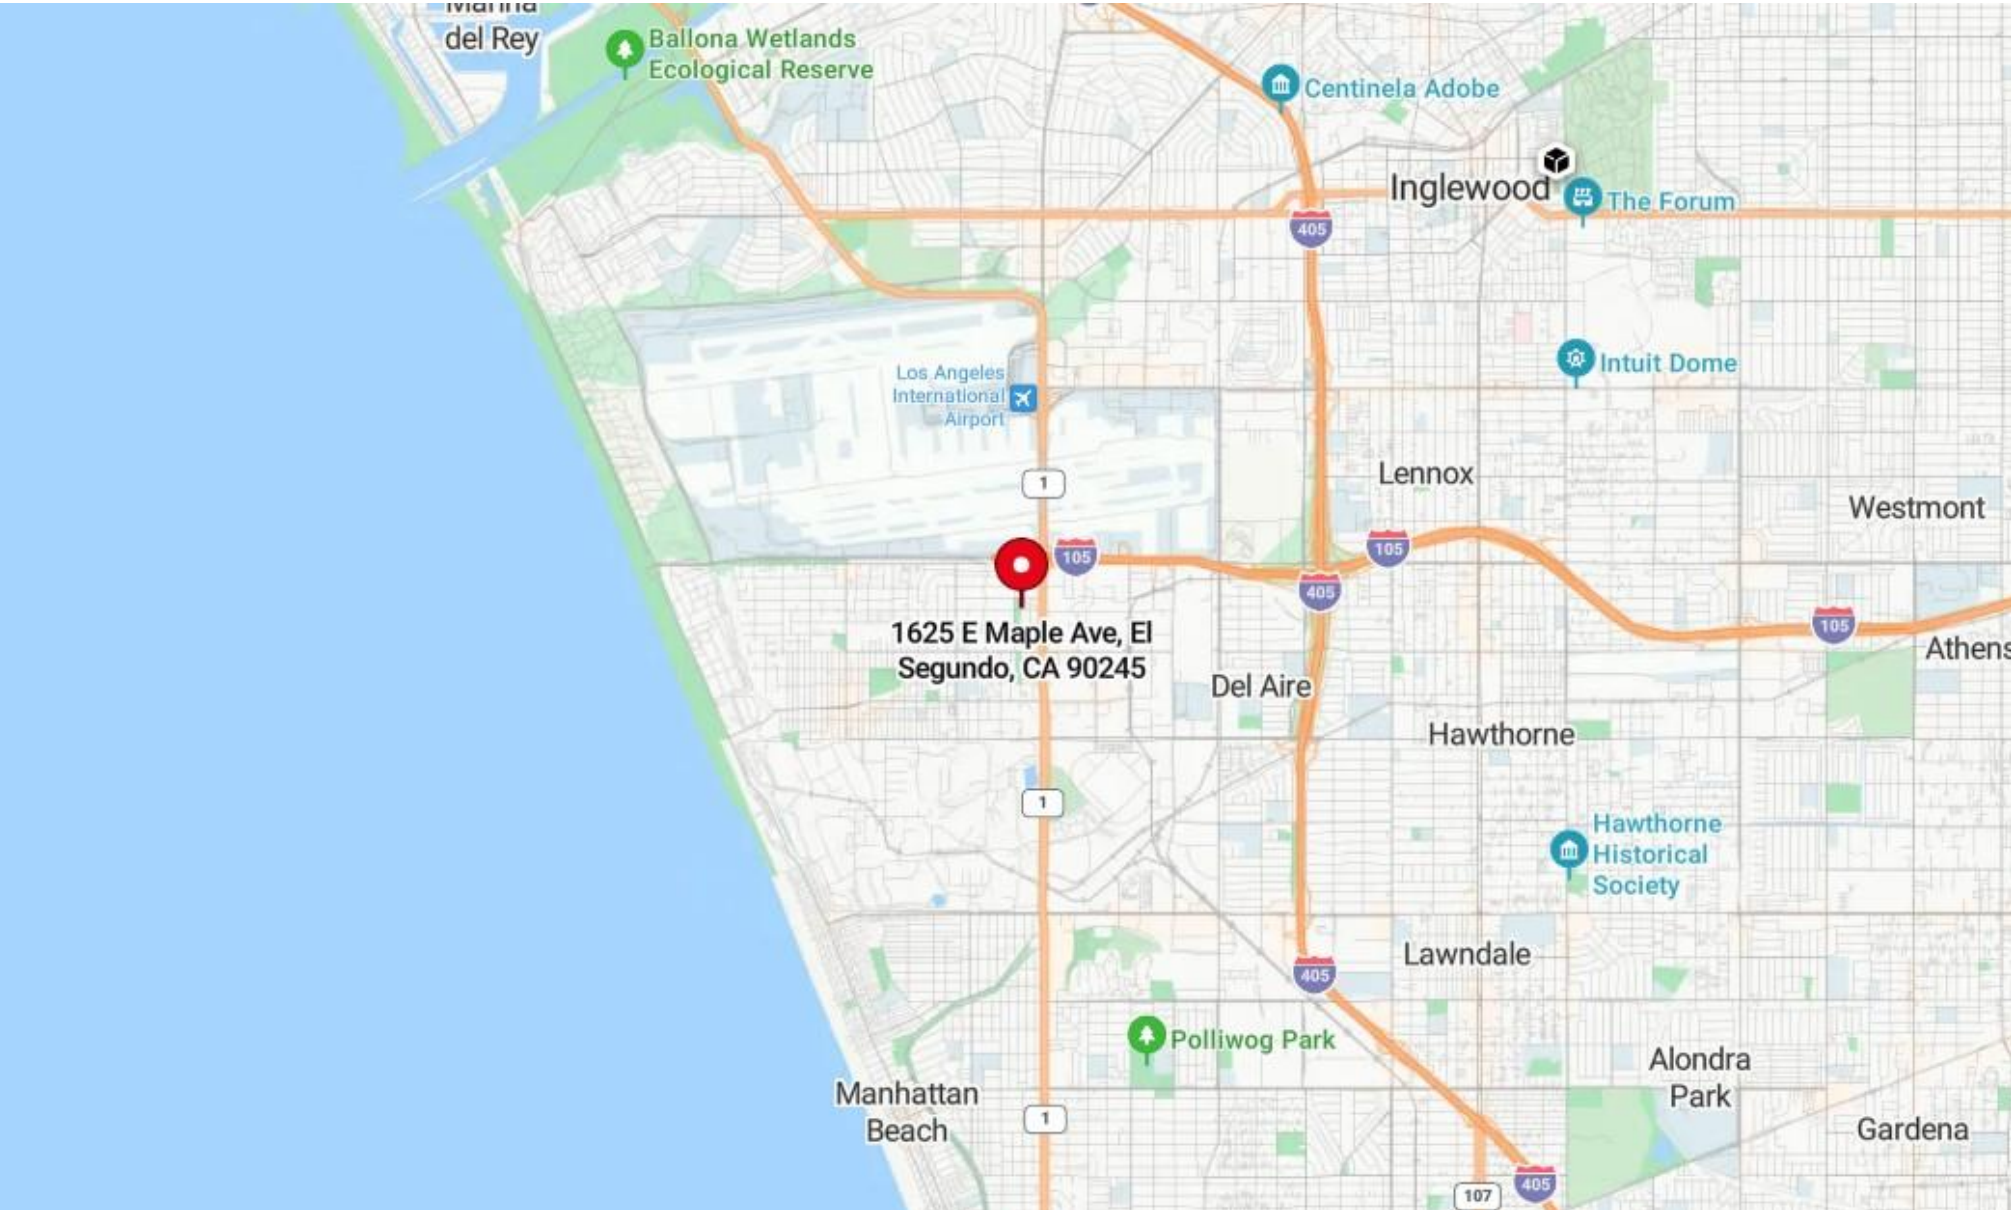 Marina
del Rey
Ballona Wetlands
Ecological Reserve
Centinela Adobe
Inglewood
The Forum
405
Intuit Dome
Los Angeles
International
Airport
Lennox
1
Westmont
105
105
405
105
1625 E Maple Ave, El
Segundo, CA 90245
Athens
Del Aire
Hawthorne
1
Hawthorne
Historical
Society
Lawndale
405
Polliwog Park
Alondra
Park
Manhattan
Beach
1
Gardena
107
405